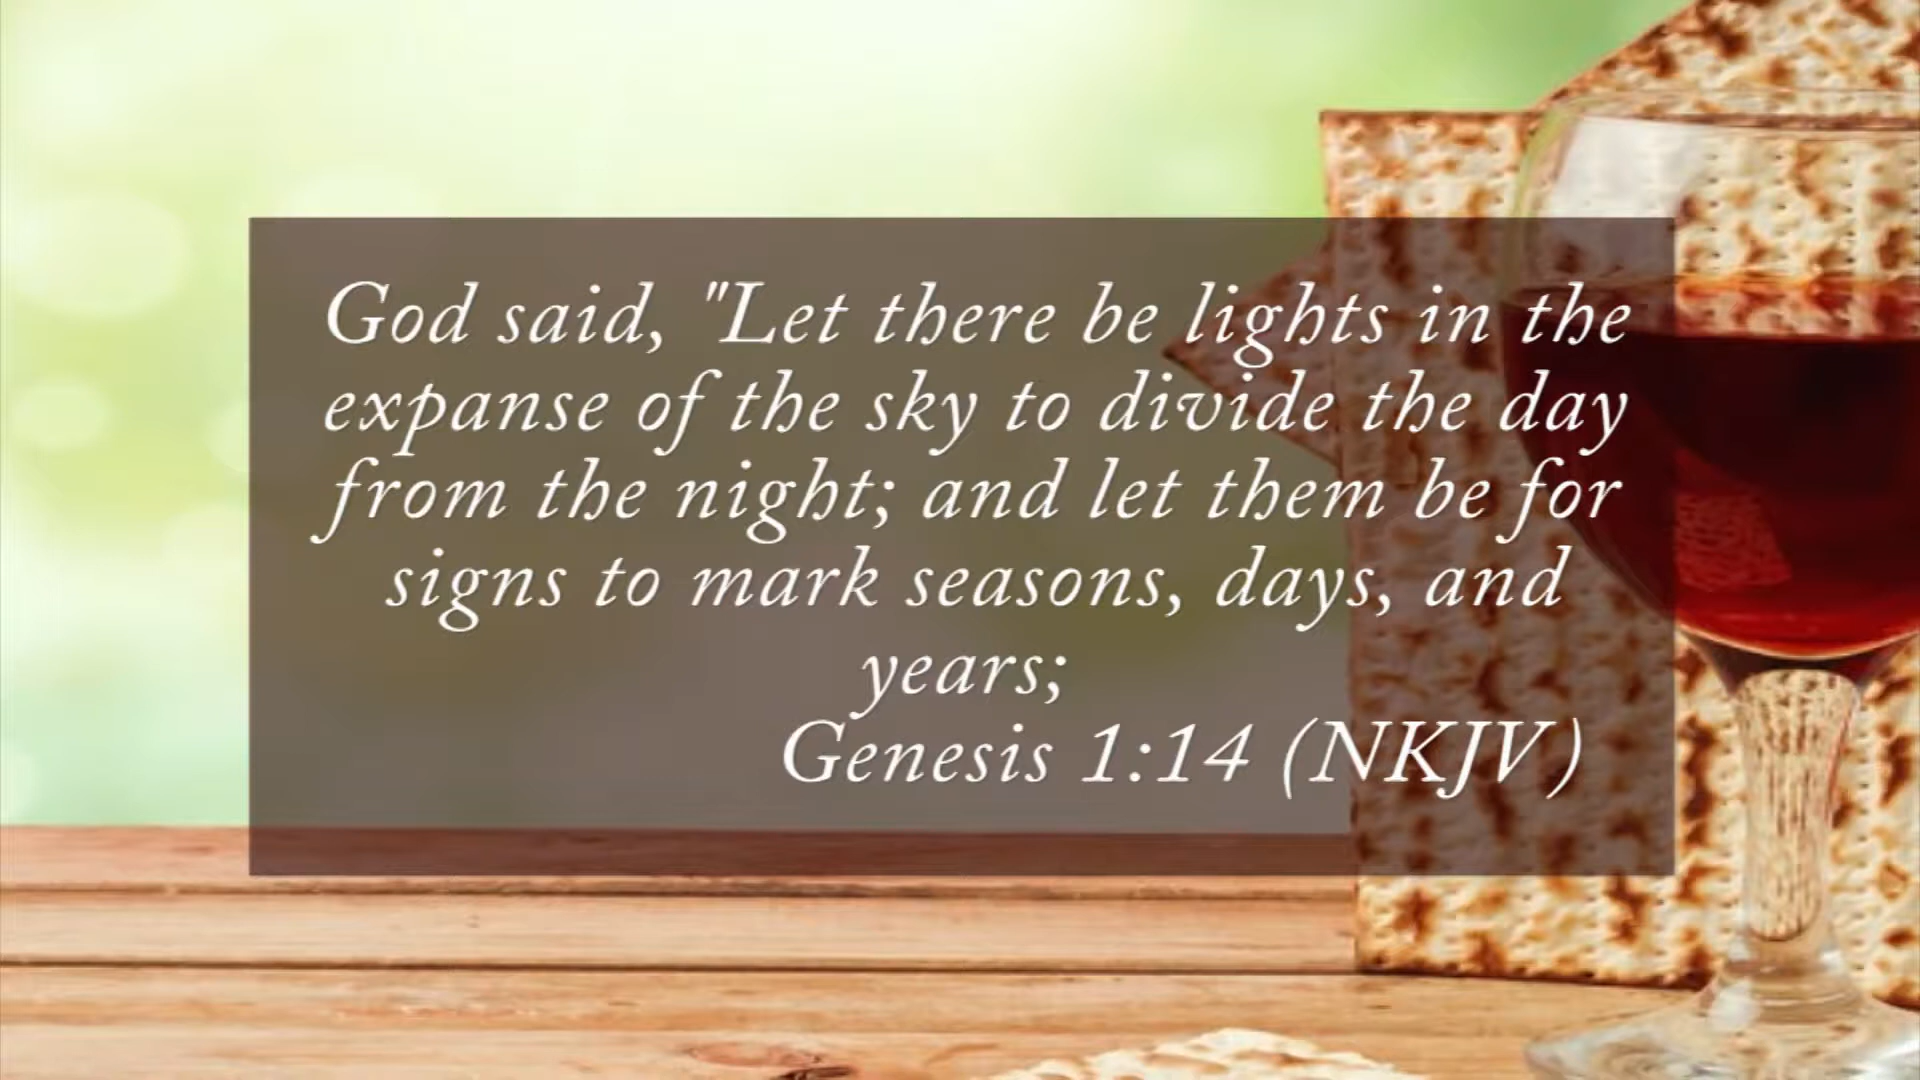 God said, "Let there be lights in the
expanse of the sky to divide the day
from the night; and let them be for
signs to mark seasons, days, and
years;
Genesis 1:14 (NKJV)